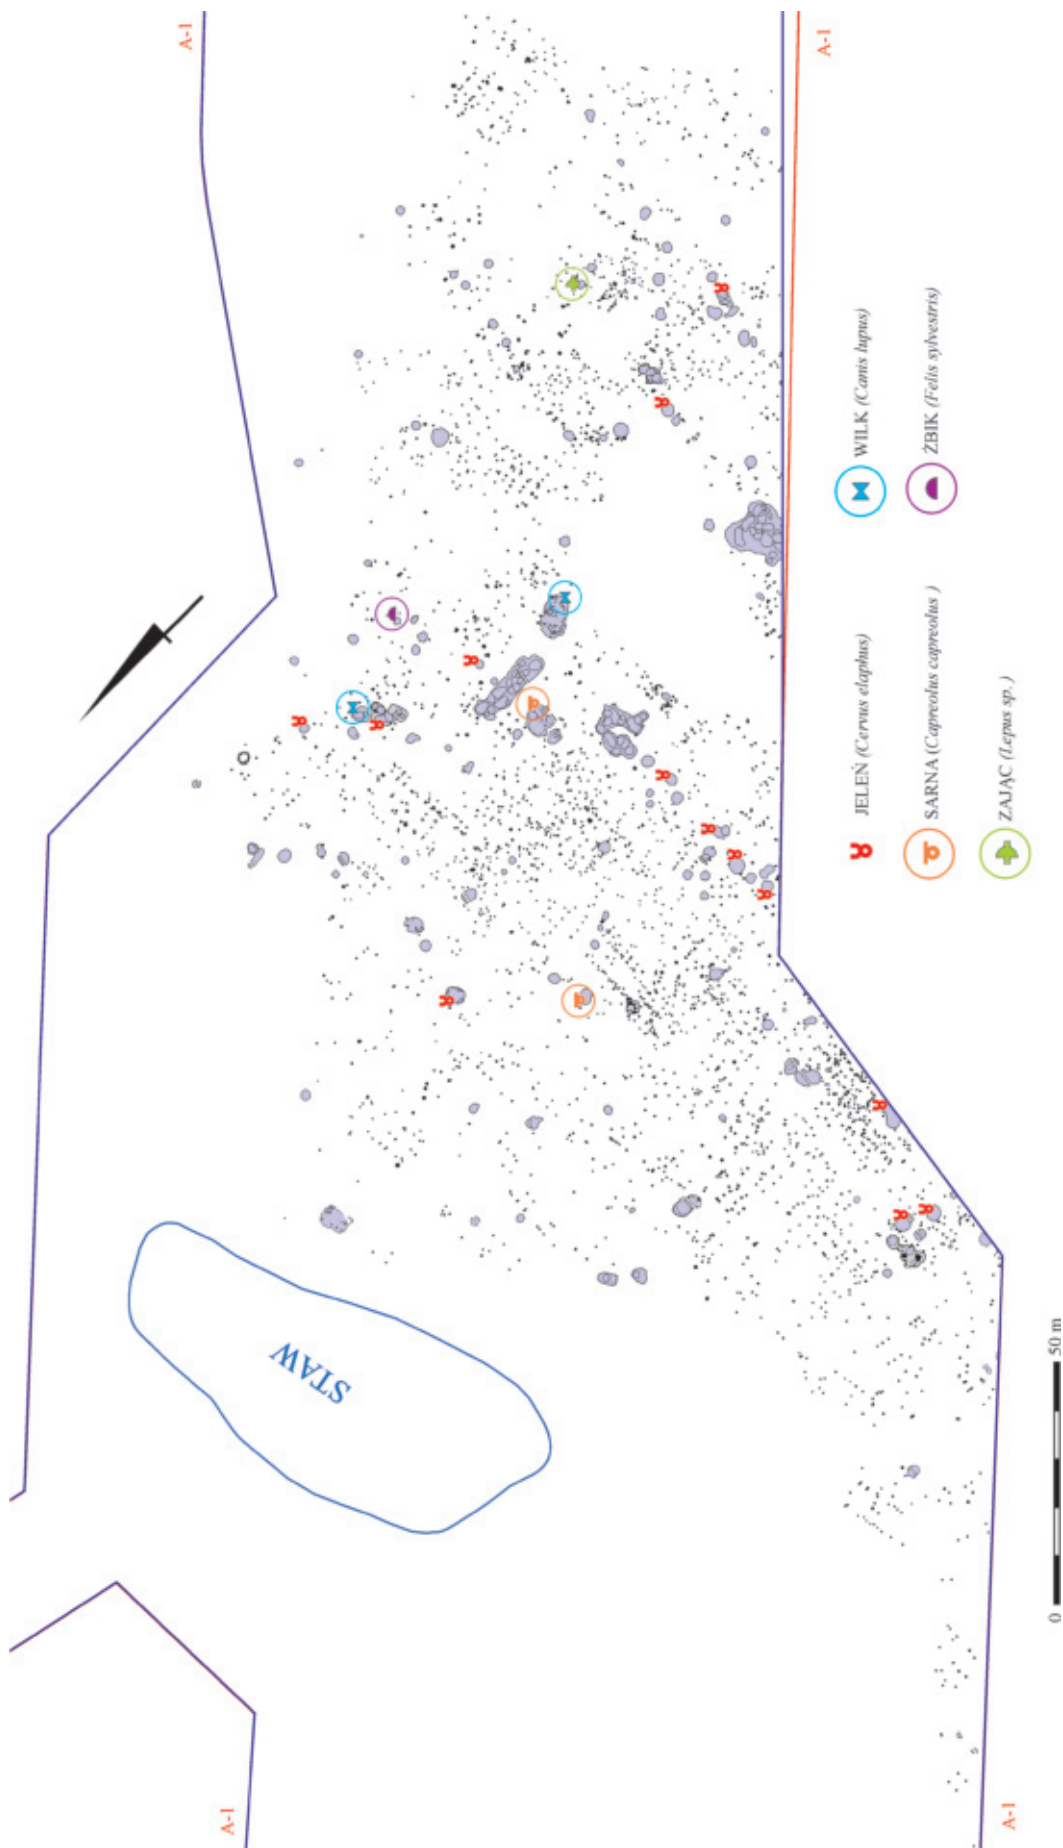 A-1
A-1
STAW
JELEŃ (Cervus elaphus)
SARNA (Capreolus capreolus )
ZAJĄC (Lepus sp.)
WILK (Canis lupus)
ŻBIK (Felis sylvestris)
A-1
A-1
0 50 m